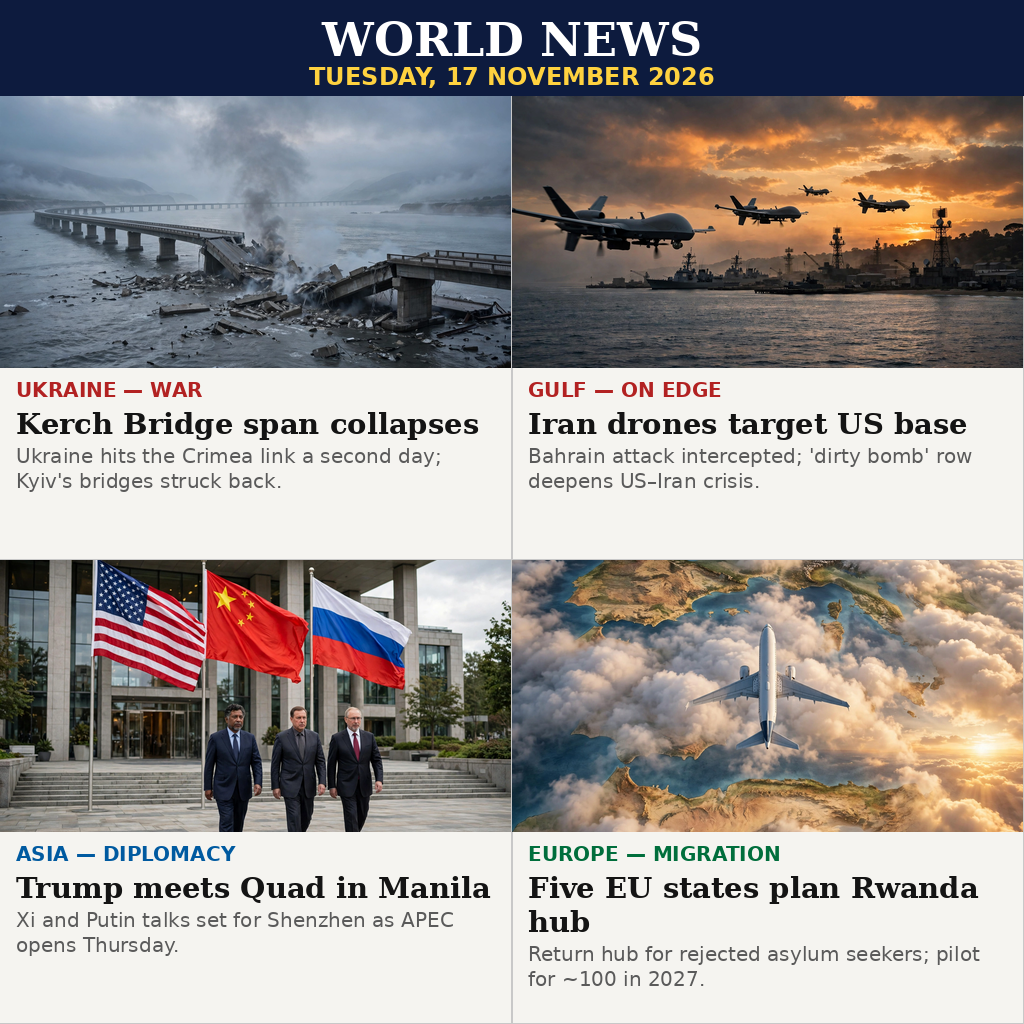 WORLD NEWS
TUESDAY, 17 NOVEMBER 2026
UKRAINE — WAR
Kerch Bridge span collapses
Ukraine hits the Crimea link a second day;
Kyiv's bridges struck back.
GULF — ON EDGE
Iran drones target US base
Bahrain attack intercepted; 'dirty bomb' row
deepens US–Iran crisis.
ASIA — DIPLOMACY
Trump meets Quad in Manila
Xi and Putin talks set for Shenzhen as APEC
opens Thursday.
EUROPE — MIGRATION
Five EU states plan Rwanda
hub
Return hub for rejected asylum seekers; pilot
for ~100 in 2027.